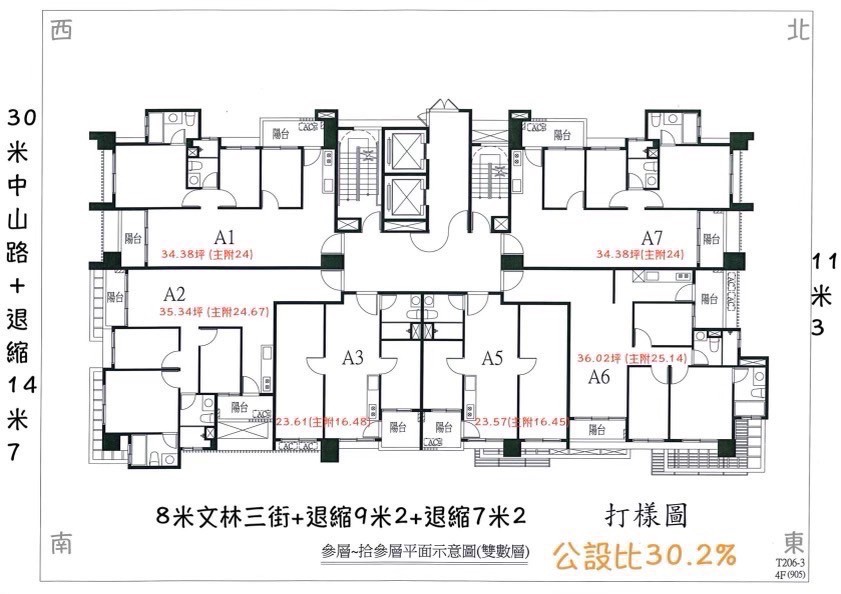 西
北
30米中山路+退縮14米7
11米3
陽台
陽台
A1
34.38坪 (主附24)
A7
34.38坪(主附24)
陽台
陽台
陽台
A2
35.34坪 (主附24.67)
陽台
A3
A5
36.02坪 (主附25.14)
A6
陽台
23.61(主附16.48)
23.57(主附16.45)
陽台
陽台
陽台
8米文林三街+退縮9米2+退縮7米2
打樣圖
南
參層~拾參層平面示意圖(雙數層)
公設比30.2%
東
T206-3
4F(905)